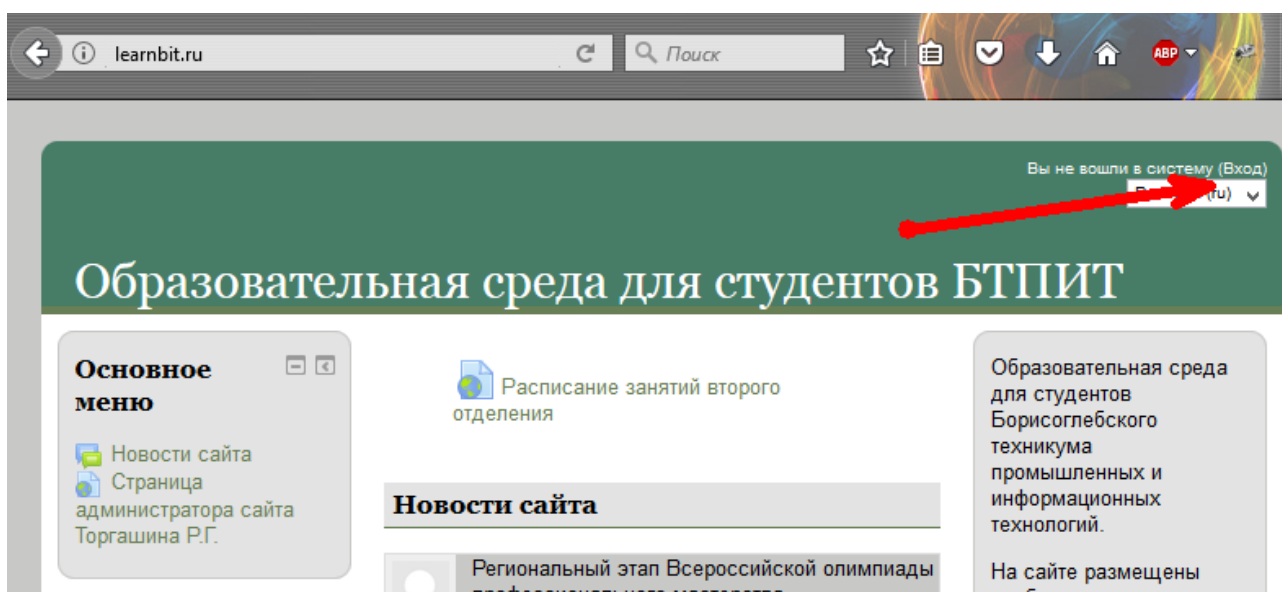 learnbit.ru
Поиск
ABP
Вы не вошли в систему (Вход)
(ru)
Образовательная среда для студентов БТПИТ
Основное
меню
Новости сайта
Страница
администратора сайта
Торгашина Р.Г.
Расписание занятий второго
отделения
Новости сайта
Региональный этап Всероссийской олимпиады
профессионального мастерства
Образовательная среда
для студентов
Борисоглебского
техникума
промышленных и
информационных
технологий.
На сайте размещены